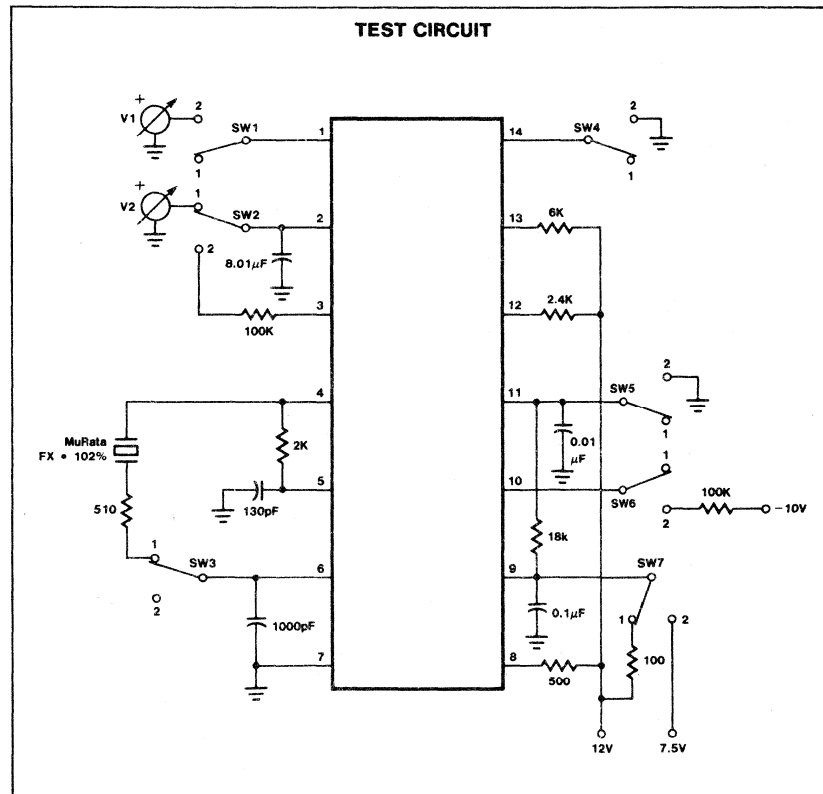 TEST CIRCUIT
+
V1
2
SW1
1
1
+
V2
1
SW2
2
2
8.01µF
3
100K
4
MuRata
FX • 102%
2K
5
130pF
510
1
SW3
2
6
1000pF
7
14
SW4
2
1
13
6K
12
2.4K
11
SW5
2
1
0.01
µF
10
1
SW6
2
100K
−10V
18k
9
SW7
0.1µF
1
2
100
8
500
12V
7.5V